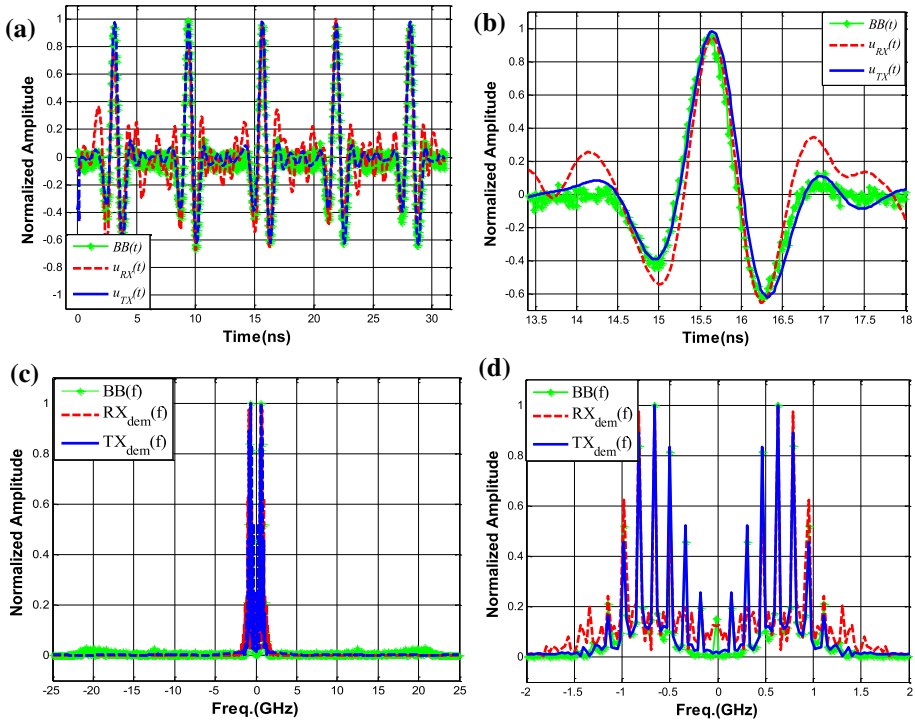 (a)
Normalized Amplitude
1
0.8
0.6
0.4
0.2
0
-0.2
-0.4
-0.6
0.8
1
BB(t)
u_RX(t)
u_TX(t)
0 5 10 15 20 25 30
Time(ns)
(b)
Normalized Amplitude
1
0.8
0.6
0.4
0.2
0
-0.2
-0.4
-0.6
BB(t)
u_RX(t)
u_TX(t)
13.5 14 14.5 15 15.5 16 16.5 17 17.5 18
Time(ns)
(c)
Normalized Amplitude
1
0.8
0.6
0.4
0.2
0
BB(f)
RX_dem(f)
TX_dem(f)
-25 -20 -15 -10 -5 0 5 10 15 20 25
Freq.(GHz)
(d)
Normalized Amplitude
1
0.8
0.6
0.4
0.2
0
BB(f)
RX_dem(f)
TX_dem(f)
-2 -1.5 -1 -0.5 0 0.5 1 1.5 2
Freq.(GHz)